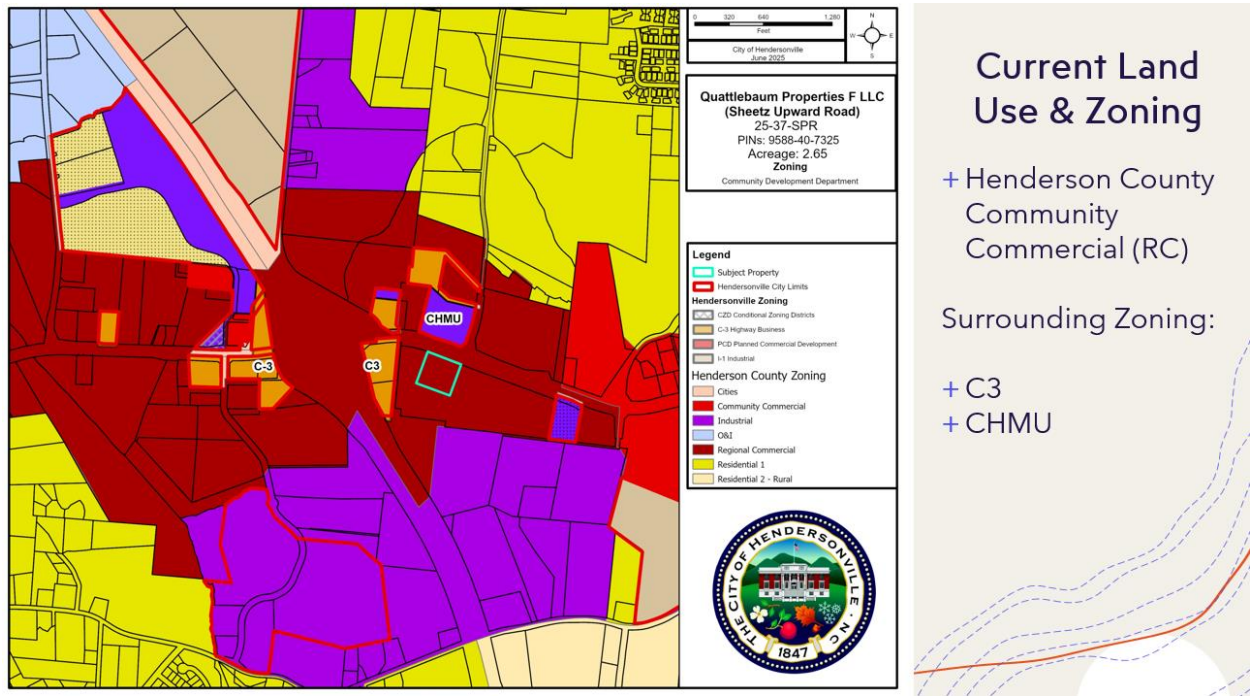 0 320 640 1,280
Feet
N
W E
S
City of Hendersonville
June 2025
Quattlebaum Properties F LLC
(Sheetz Upward Road)
25-37-SPR
PINs: 9588-40-7325
Acreage: 2.65
Zoning
Community Development Department
Legend
Subject Property
Hendersonville City Limits
Hendersonville Zoning
CZD Conditional Zoning Districts
C-3 Highway Business
PCD Planned Commercial Development
I-1 Industrial
Henderson County Zoning
Cities
Community Commercial
Industrial
O&I
Regional Commercial
Residential 1
Residential 2 - Rural
CHMU
C-3
C3
THE CITY OF HENDERSONVILLE · NC
1847
Current Land
Use & Zoning
+ Henderson County
Community
Commercial (RC)
Surrounding Zoning:
+ C3
+ CHMU